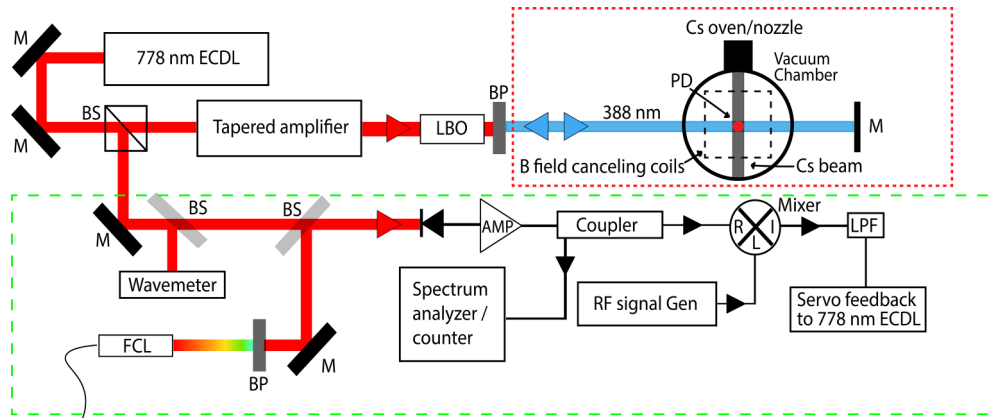 M
778 nm ECDL
M
BS
Tapered amplifier
LBO
BP
388 nm
Cs oven/nozzle
Vacuum
Chamber
PD
M
B field canceling coils
Cs beam
M
BS
BS
Wavemeter
FCL
BP
M
AMP
Coupler
Mixer
R
I
L
LPF
Spectrum
analyzer /
counter
RF signal Gen
Servo feedback
to 778 nm ECDL